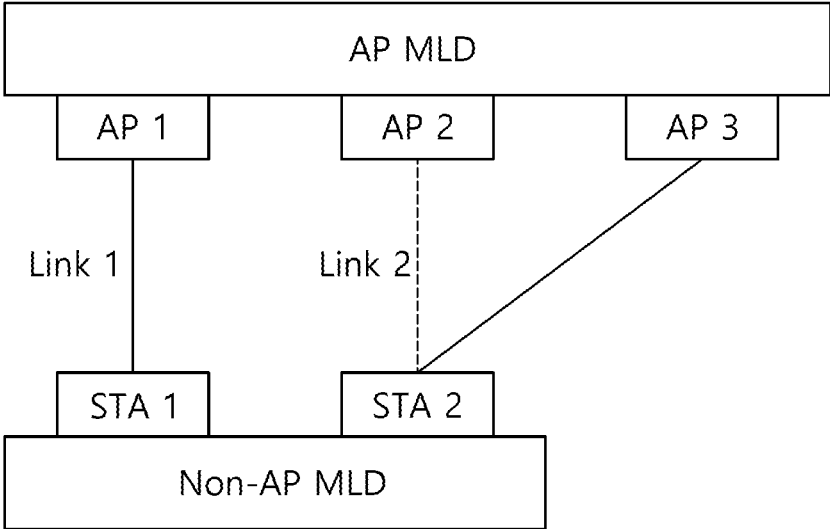 AP MLD
AP 1
AP 2
AP 3
Link 1
Link 2
STA 1
STA 2
Non-AP MLD